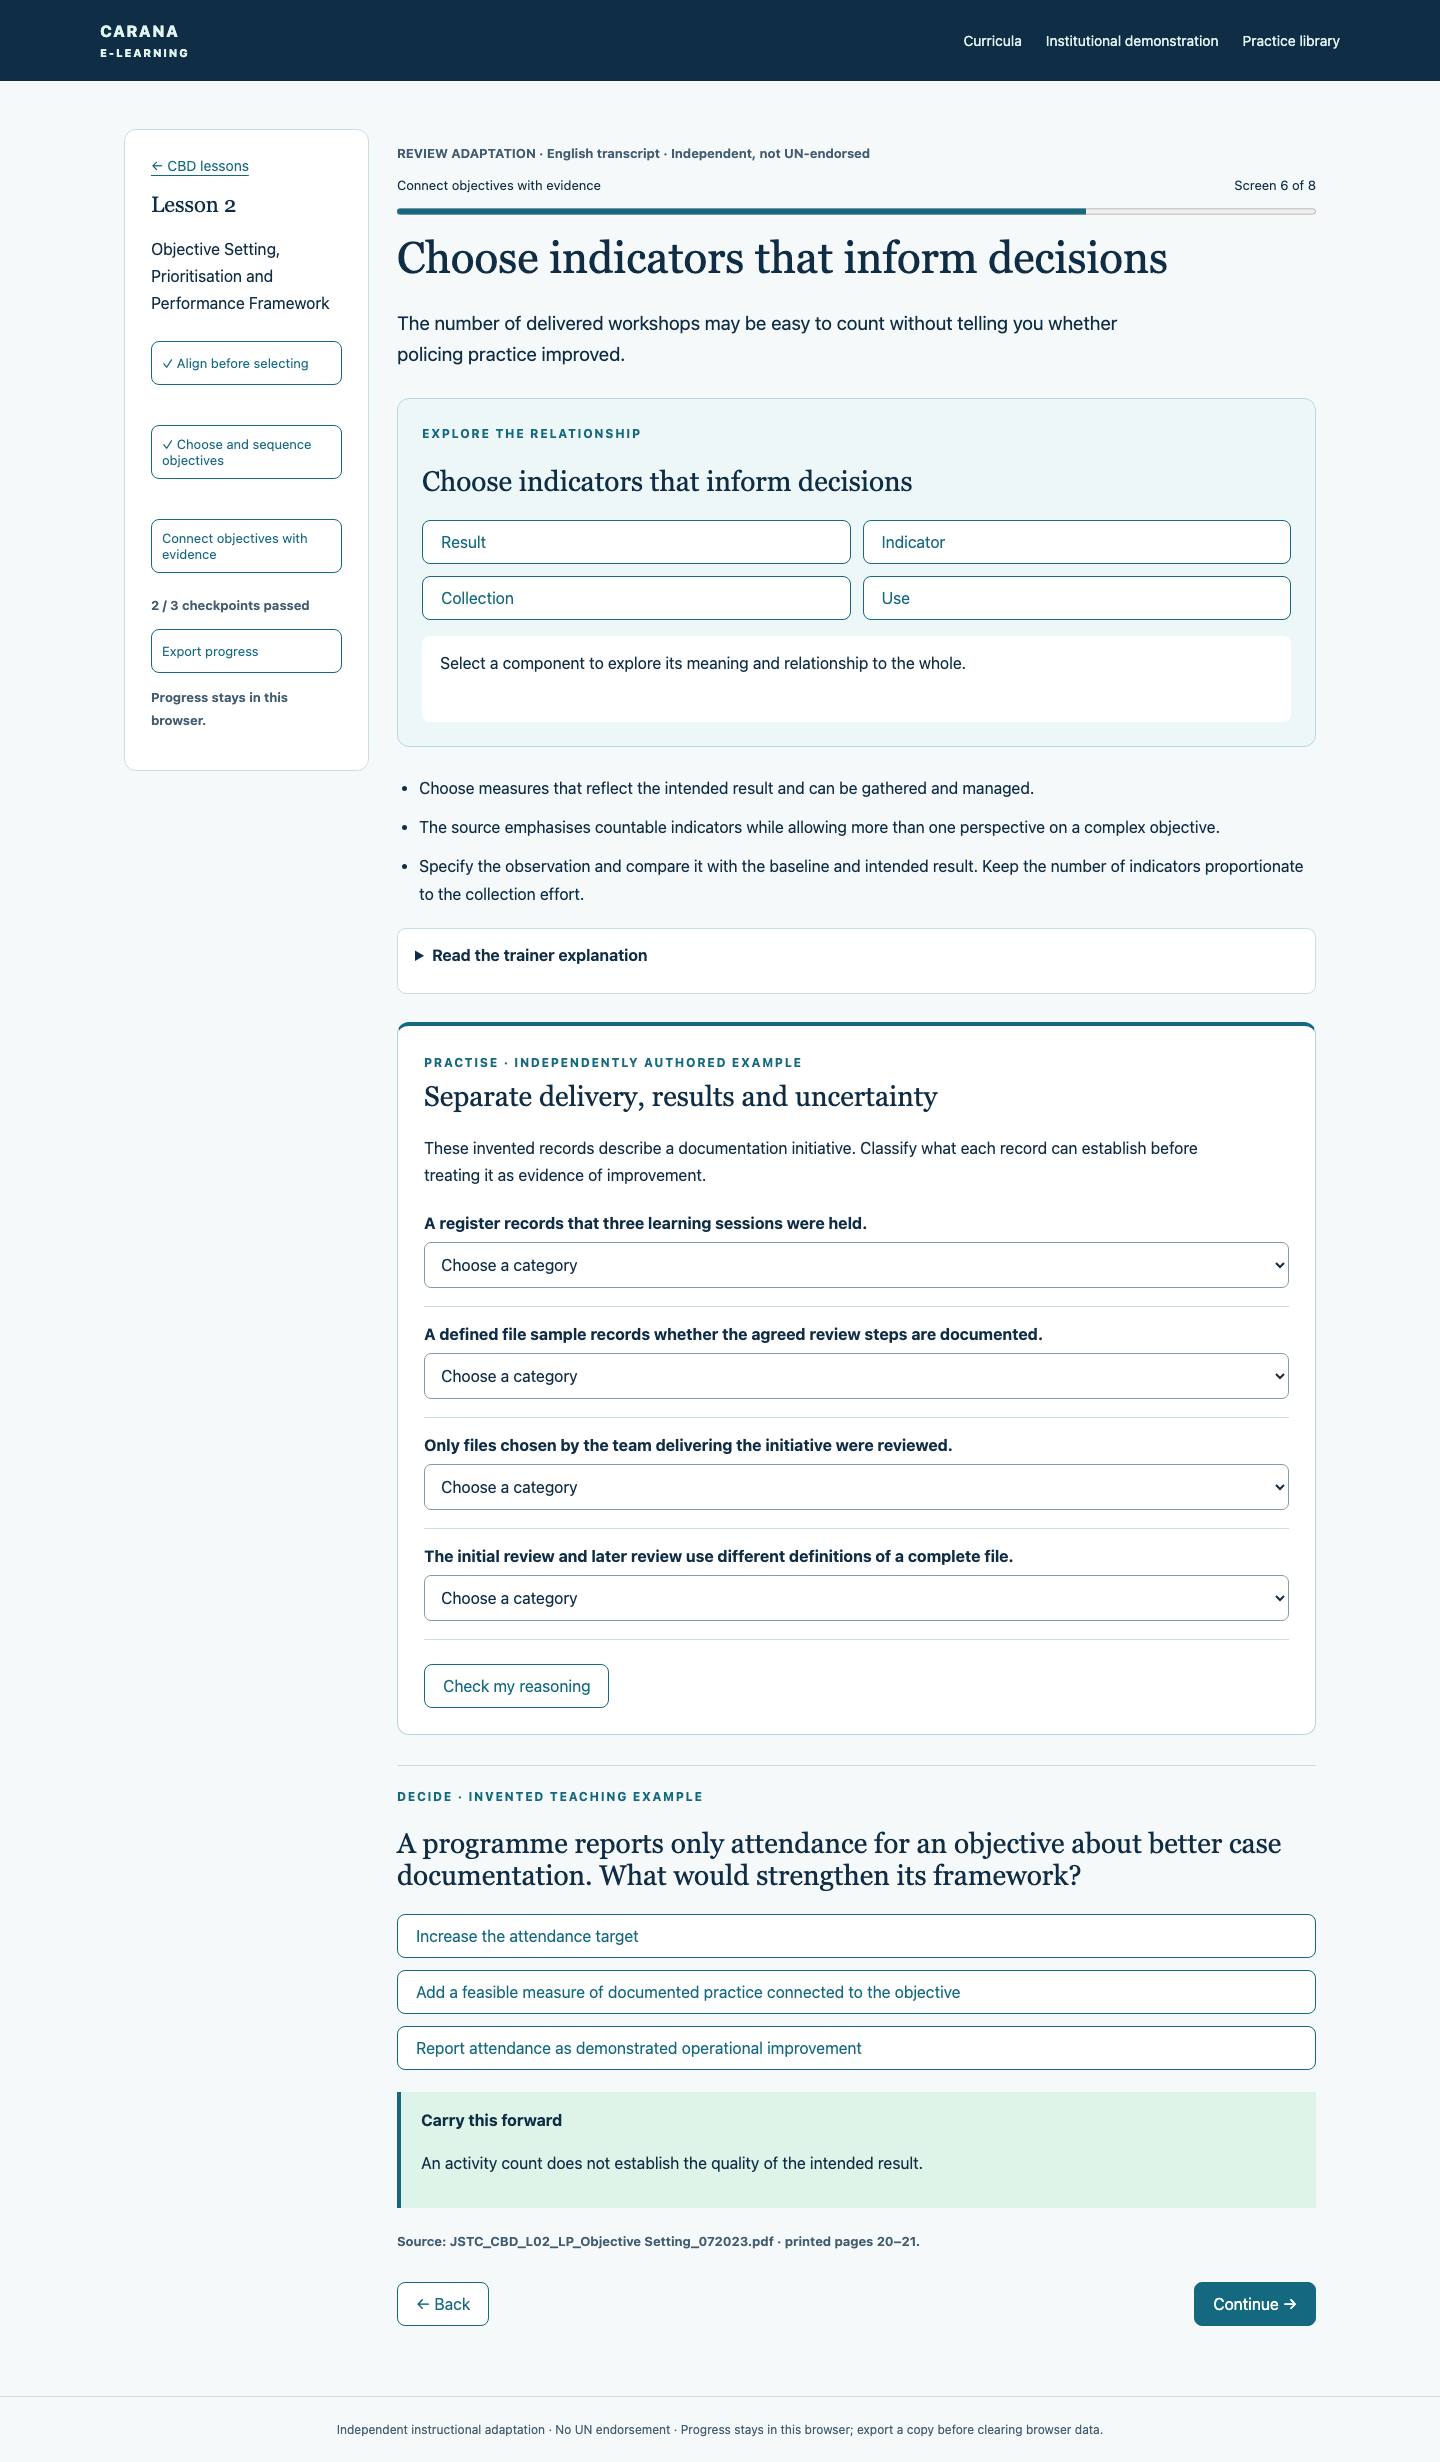 CARANA
E-LEARNING
Curricula
Institutional demonstration
Practice library
← CBD lessons
Lesson 2
Objective Setting,
Prioritisation and
Performance Framework
✓ Align before selecting
✓ Choose and sequence
objectives
Connect objectives with
evidence
2 / 3 checkpoints passed
Export progress
Progress stays in this
browser.
REVIEW ADAPTATION · English transcript · Independent, not UN-endorsed
Connect objectives with evidence
Screen 6 of 8
Choose indicators that inform decisions
The number of delivered workshops may be easy to count without telling you whether
policing practice improved.
EXPLORE THE RELATIONSHIP
Choose indicators that inform decisions
Result
Indicator
Collection
Use
Select a component to explore its meaning and relationship to the whole.
• Choose measures that reflect the intended result and can be gathered and managed.
• The source emphasises countable indicators while allowing more than one perspective on a complex objective.
• Specify the observation and compare it with the baseline and intended result. Keep the number of indicators proportionate
to the collection effort.
▶ Read the trainer explanation
PRACTISE · INDEPENDENTLY AUTHORED EXAMPLE
Separate delivery, results and uncertainty
These invented records describe a documentation initiative. Classify what each record can establish before
treating it as evidence of improvement.
A register records that three learning sessions were held.
Choose a category
A defined file sample records whether the agreed review steps are documented.
Choose a category
Only files chosen by the team delivering the initiative were reviewed.
Choose a category
The initial review and later review use different definitions of a complete file.
Choose a category
Check my reasoning
DECIDE · INVENTED TEACHING EXAMPLE
A programme reports only attendance for an objective about better case
documentation. What would strengthen its framework?
Increase the attendance target
Add a feasible measure of documented practice connected to the objective
Report attendance as demonstrated operational improvement
Carry this forward
An activity count does not establish the quality of the intended result.
Source: JSTC_CBD_L02_LP_Objective Setting_072023.pdf · printed pages 20–21.
← Back
Continue →
Independent instructional adaptation · No UN endorsement · Progress stays in this browser; export a copy before clearing browser data.